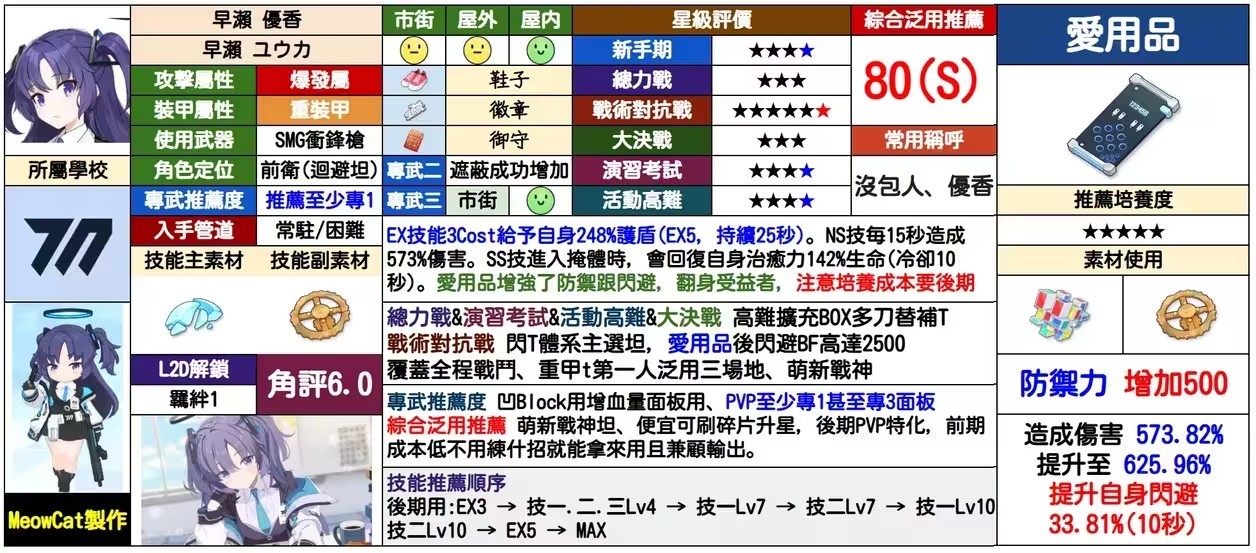 早瀨 優香
早瀨 ユウカ
攻擊屬性 爆發屬
裝甲屬性 重裝甲
使用武器 SMG衝鋒槍
角色定位 前衛(迴避坦)
專武推薦度 推薦至少專1
入手管道 常駐/困難
技能主素材 技能副素材
所屬學校
L2D解鎖
羈絆1
角評6.0
MeowCat製作
市街 屋外 屋內
鞋子
徽章
御守
專武二 遮蔽成功增加
專武三 市街
星級評價
新手期 ★★★★
總力戰 ★★★
戰術對抗戰 ★★★★★★
大決戰 ★★★
演習考試 ★★★★
活動高難 ★★★★
綜合泛用推薦
80(S)
常用稱呼
沒包人、優香
EX技能3Cost給予自身248%護盾(EX5, 持續25秒)。NS技每15秒造成
573%傷害。SS技進入掩體時, 會回復自身治癒力142%生命(冷卻10
秒)。愛用品增強了防禦跟閃避, 翻身受益者, 注意培養成本要後期
總力戰&演習考試&活動高難&大決戰 高難擴充BOX多刀替補T
戰術對抗戰 閃T體系主選坦, 愛用品後閃避BF高達2500
覆蓋全程戰鬥、重甲t第一人泛用三場地、萌新戰神
專武推薦度 凹Block用增血量面板用、PVP至少專1甚至專3面板
綜合泛用推薦 萌新戰神坦、便宜可刷碎片升星, 後期PVP特化, 前期
成本低不用練什招就能拿來用且兼顧輸出。
技能推薦順序
後期用:EX3 → 技一.二.三Lv4 → 技一Lv7 → 技二Lv7 → 技一Lv10
技二Lv10 → EX5 → MAX
愛用品
推薦培養度
★★★★★
素材使用
防禦力 增加500
造成傷害 573.82%
提升至 625.96%
提升自身閃避
33.81%(10秒)